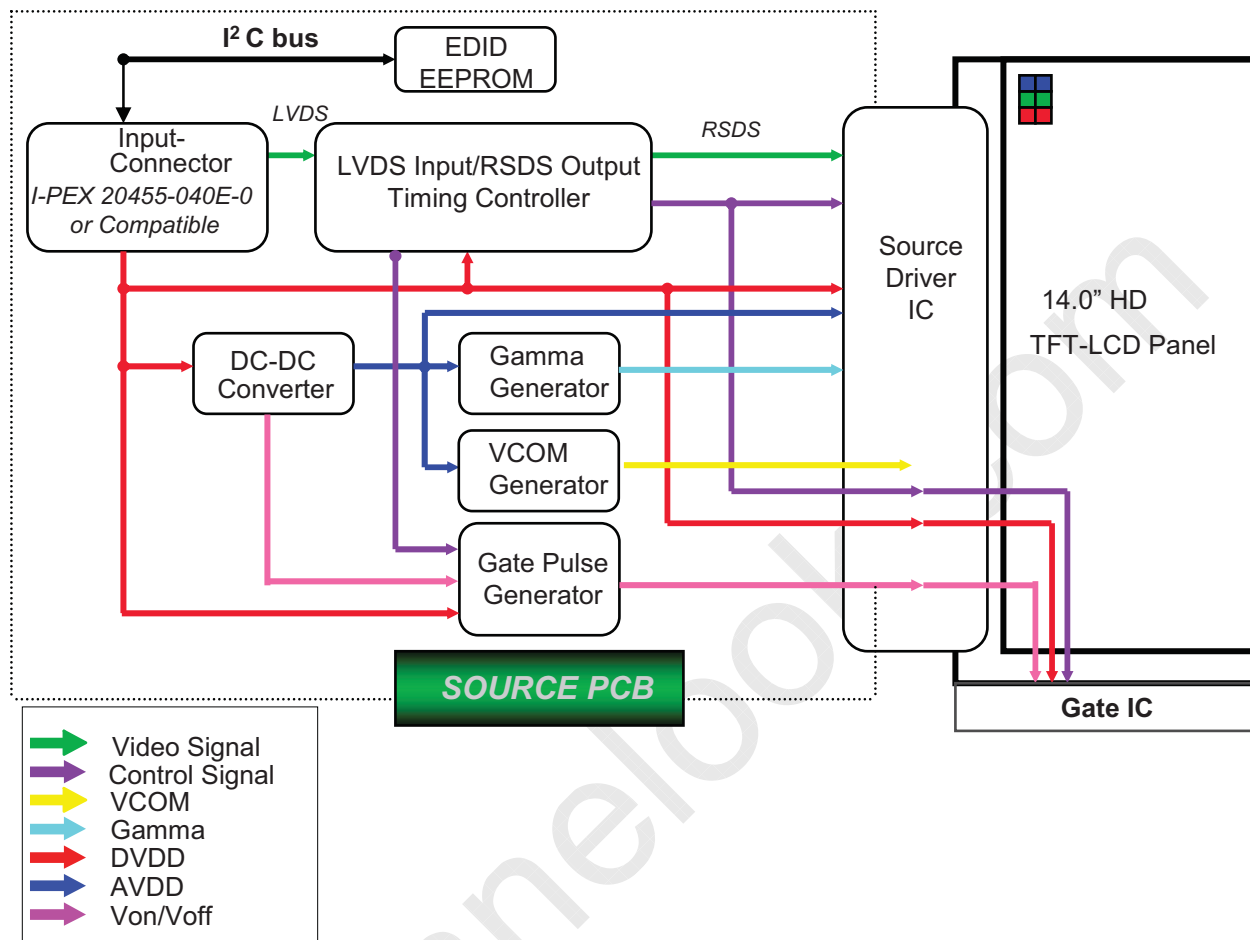 I² C bus
EDID
EEPROM
LVDS
RSDS
Input-
Connector
I-PEX 20455-040E-0
or Compatible
LVDS Input/RSDS Output
Timing Controller
Source
Driver
IC
14.0” HD
TFT-LCD Panel
DC-DC
Converter
Gamma
Generator
VCOM
Generator
Gate Pulse
Generator
SOURCE PCB
Gate IC
Video Signal
Control Signal
VCOM
Gamma
DVDD
AVDD
Von/Voff